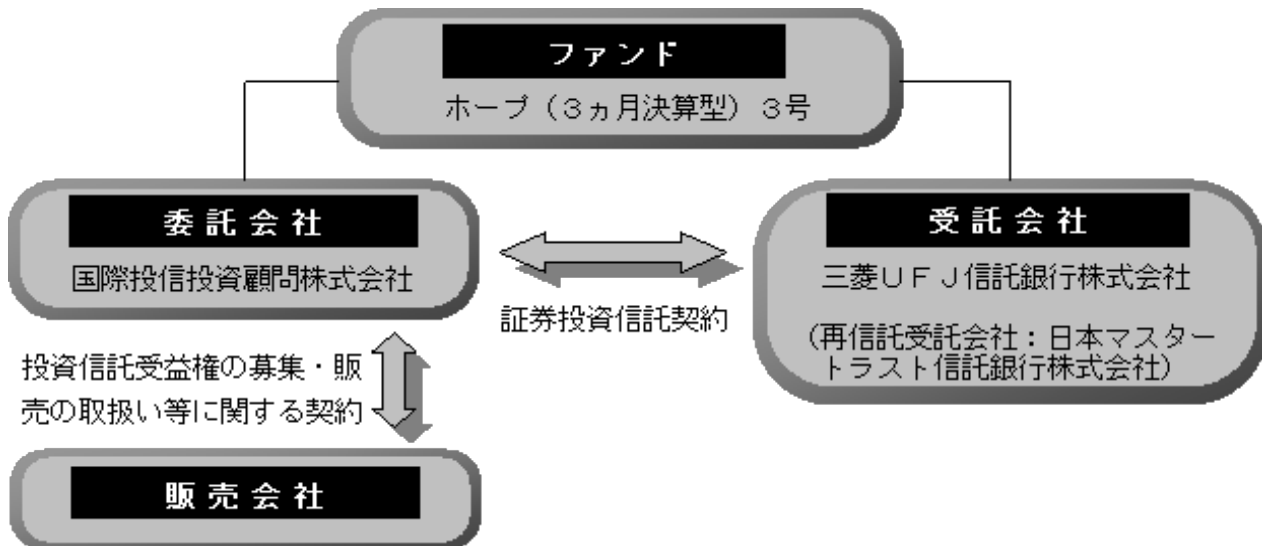 ファンド
ホープ（３ヵ月決算型）３号
委託会社
国際投信投資顧問株式会社
受託会社
三菱ＵＦＪ信託銀行株式会社
（再信託受託会社：日本マスター
トラスト信託銀行株式会社）
証券投資信託契約
投資信託受益権の募集・販
売の取扱い等に関する契約
販売会社